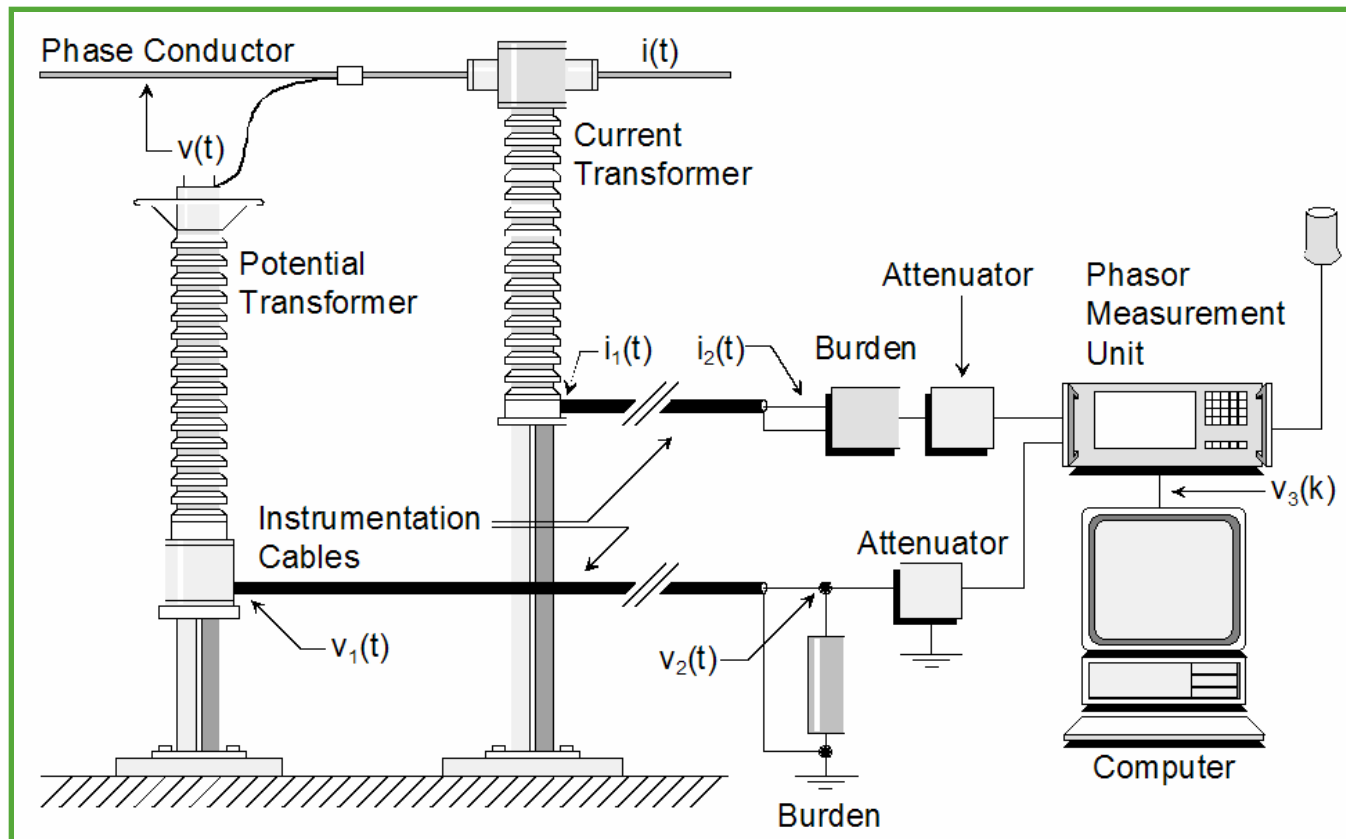 Phase Conductor
i(t)
v(t)
Current
Transformer
Potential
Transformer
Attenuator
Phasor
Measurement
Unit
i₁(t)
i₂(t)
Burden
v₃(k)
Instrumentation
Cables
Attenuator
v₁(t)
v₂(t)
Computer
Burden